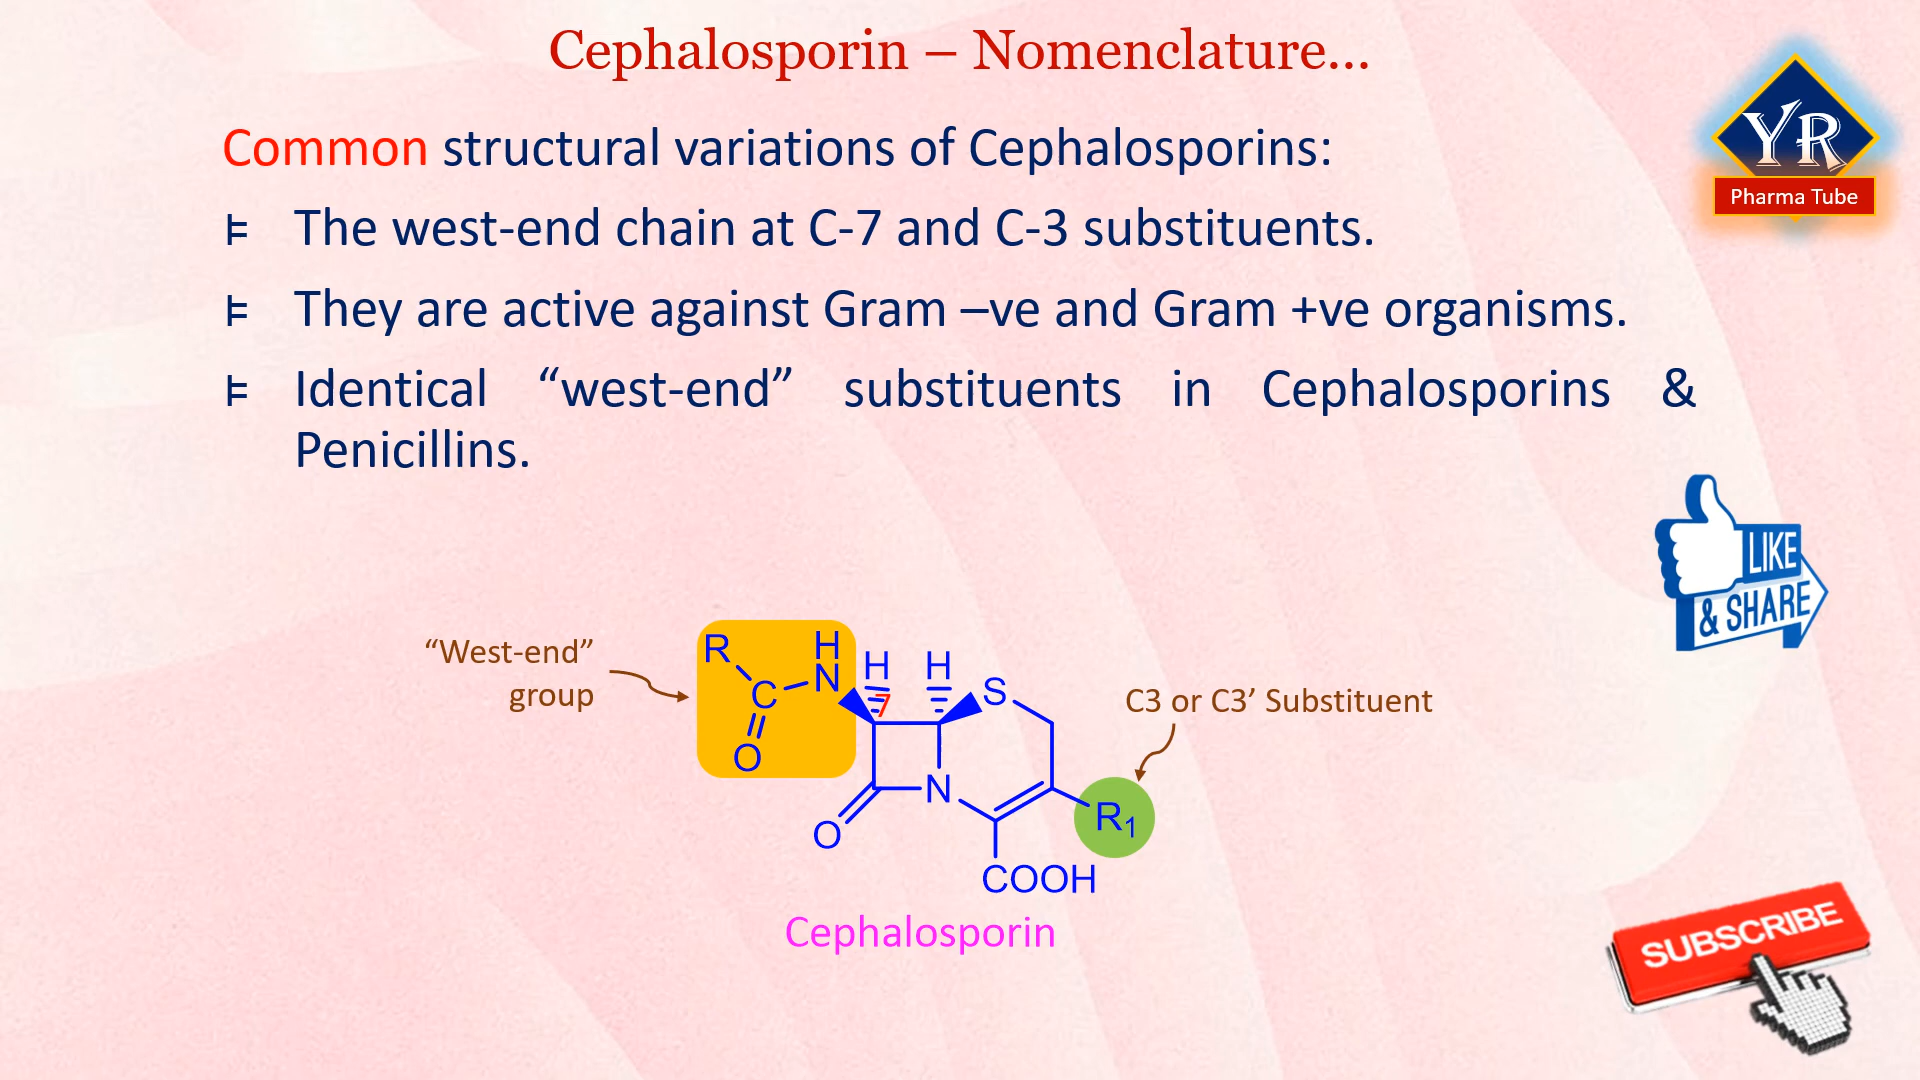 Cephalosporin – Nomenclature...
YR
Pharma Tube
Common structural variations of Cephalosporins:
The west-end chain at C-7 and C-3 substituents.
They are active against Gram –ve and Gram +ve organisms.
Identical “west-end” substituents in Cephalosporins &
Penicillins.
LIKE
& SHARE
“West-end”
group
R
H
N
C
O
H
H
7
S
C3 or C3’ Substituent
N
O
R1
COOH
Cephalosporin
SUBSCRIBE